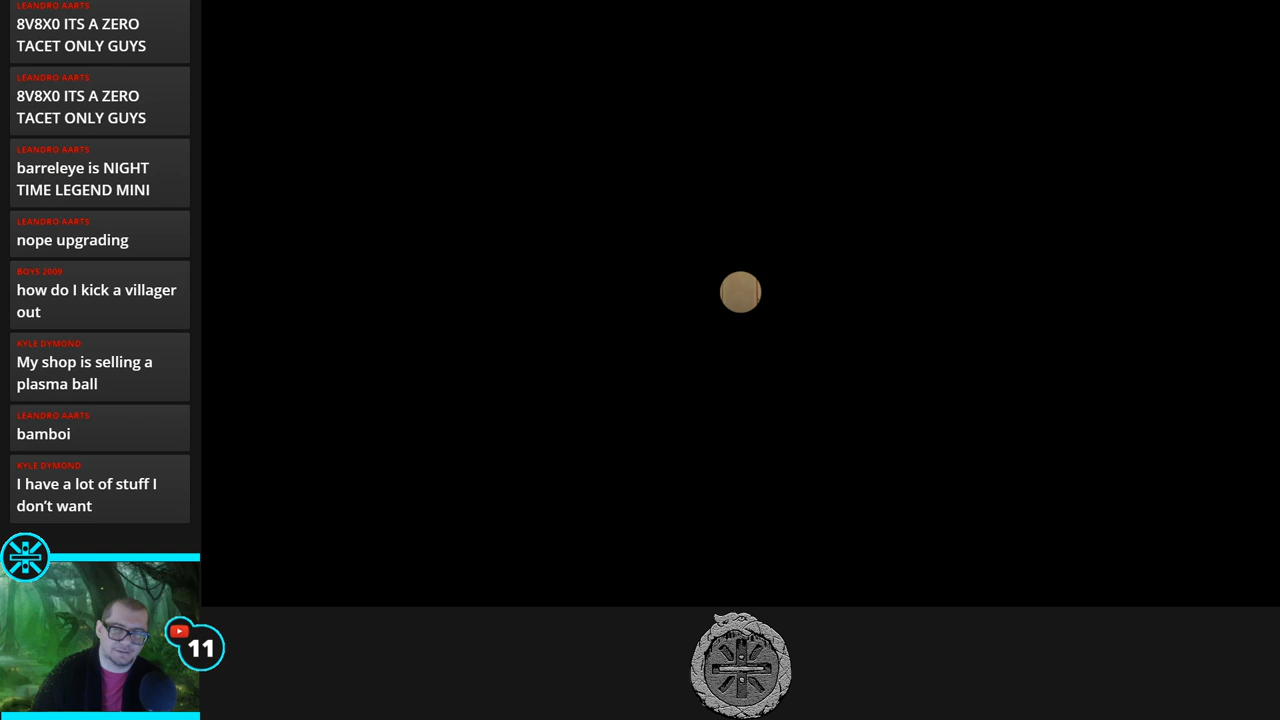 LEANDRO AARTS
8V8X0 ITS A ZERO
TACET ONLY GUYS
LEANDRO AARTS
8V8X0 ITS A ZERO
TACET ONLY GUYS
LEANDRO AARTS
barreleye is NIGHT
TIME LEGEND MINI
LEANDRO AARTS
nope upgrading
BOYS 2009
how do I kick a villager
out
KYLE DYMOND
My shop is selling a
plasma ball
LEANDRO AARTS
bamboi
KYLE DYMOND
I have a lot of stuff I
don't want
11